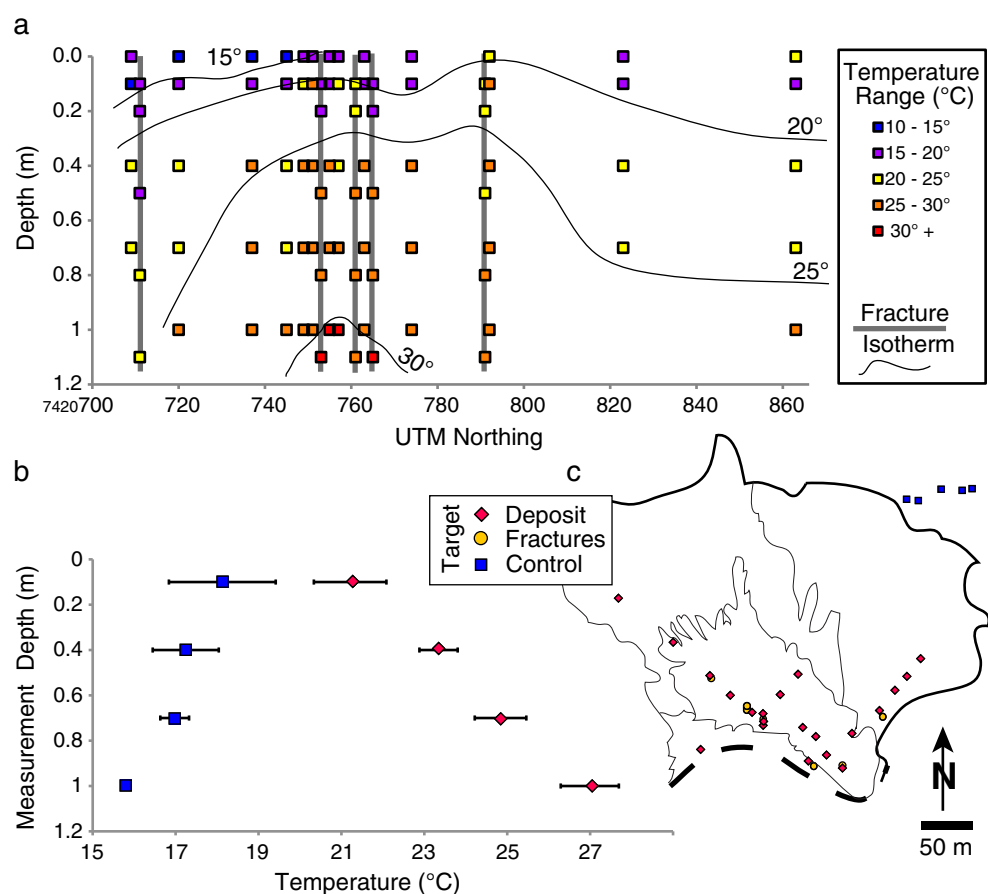 a
0.0
0.2
0.4
0.6
0.8
1
1.2
Depth (m)
15°
20°
25°
30°
7420700
720
740
760
780
800
820
840
860
UTM Northing
Temperature
Range (°C)
10 - 15°
15 - 20°
20 - 25°
25 - 30°
30° +
Fracture
Isotherm
b
0
0.2
0.4
0.6
0.8
1
1.2
Measurement Depth (m)
15
17
19
21
23
25
27
Temperature (°C)
Target
Deposit
Fractures
Control
c
N
50 m